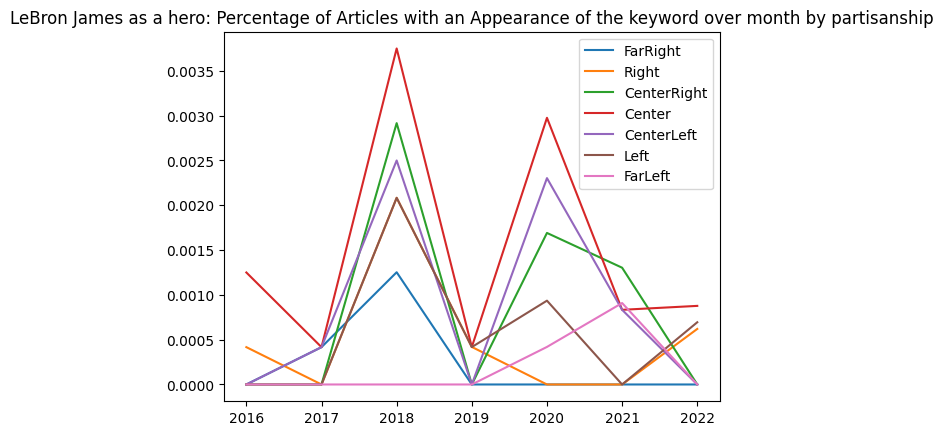 LeBron James as a hero: Percentage of Articles with an Appearance of the keyword over month by partisanship
FarRight
Right
CenterRight
Center
CenterLeft
Left
FarLeft
0.0035
0.0030
0.0025
0.0020
0.0015
0.0010
0.0005
0.0000
2016 2017 2018 2019 2020 2021 2022